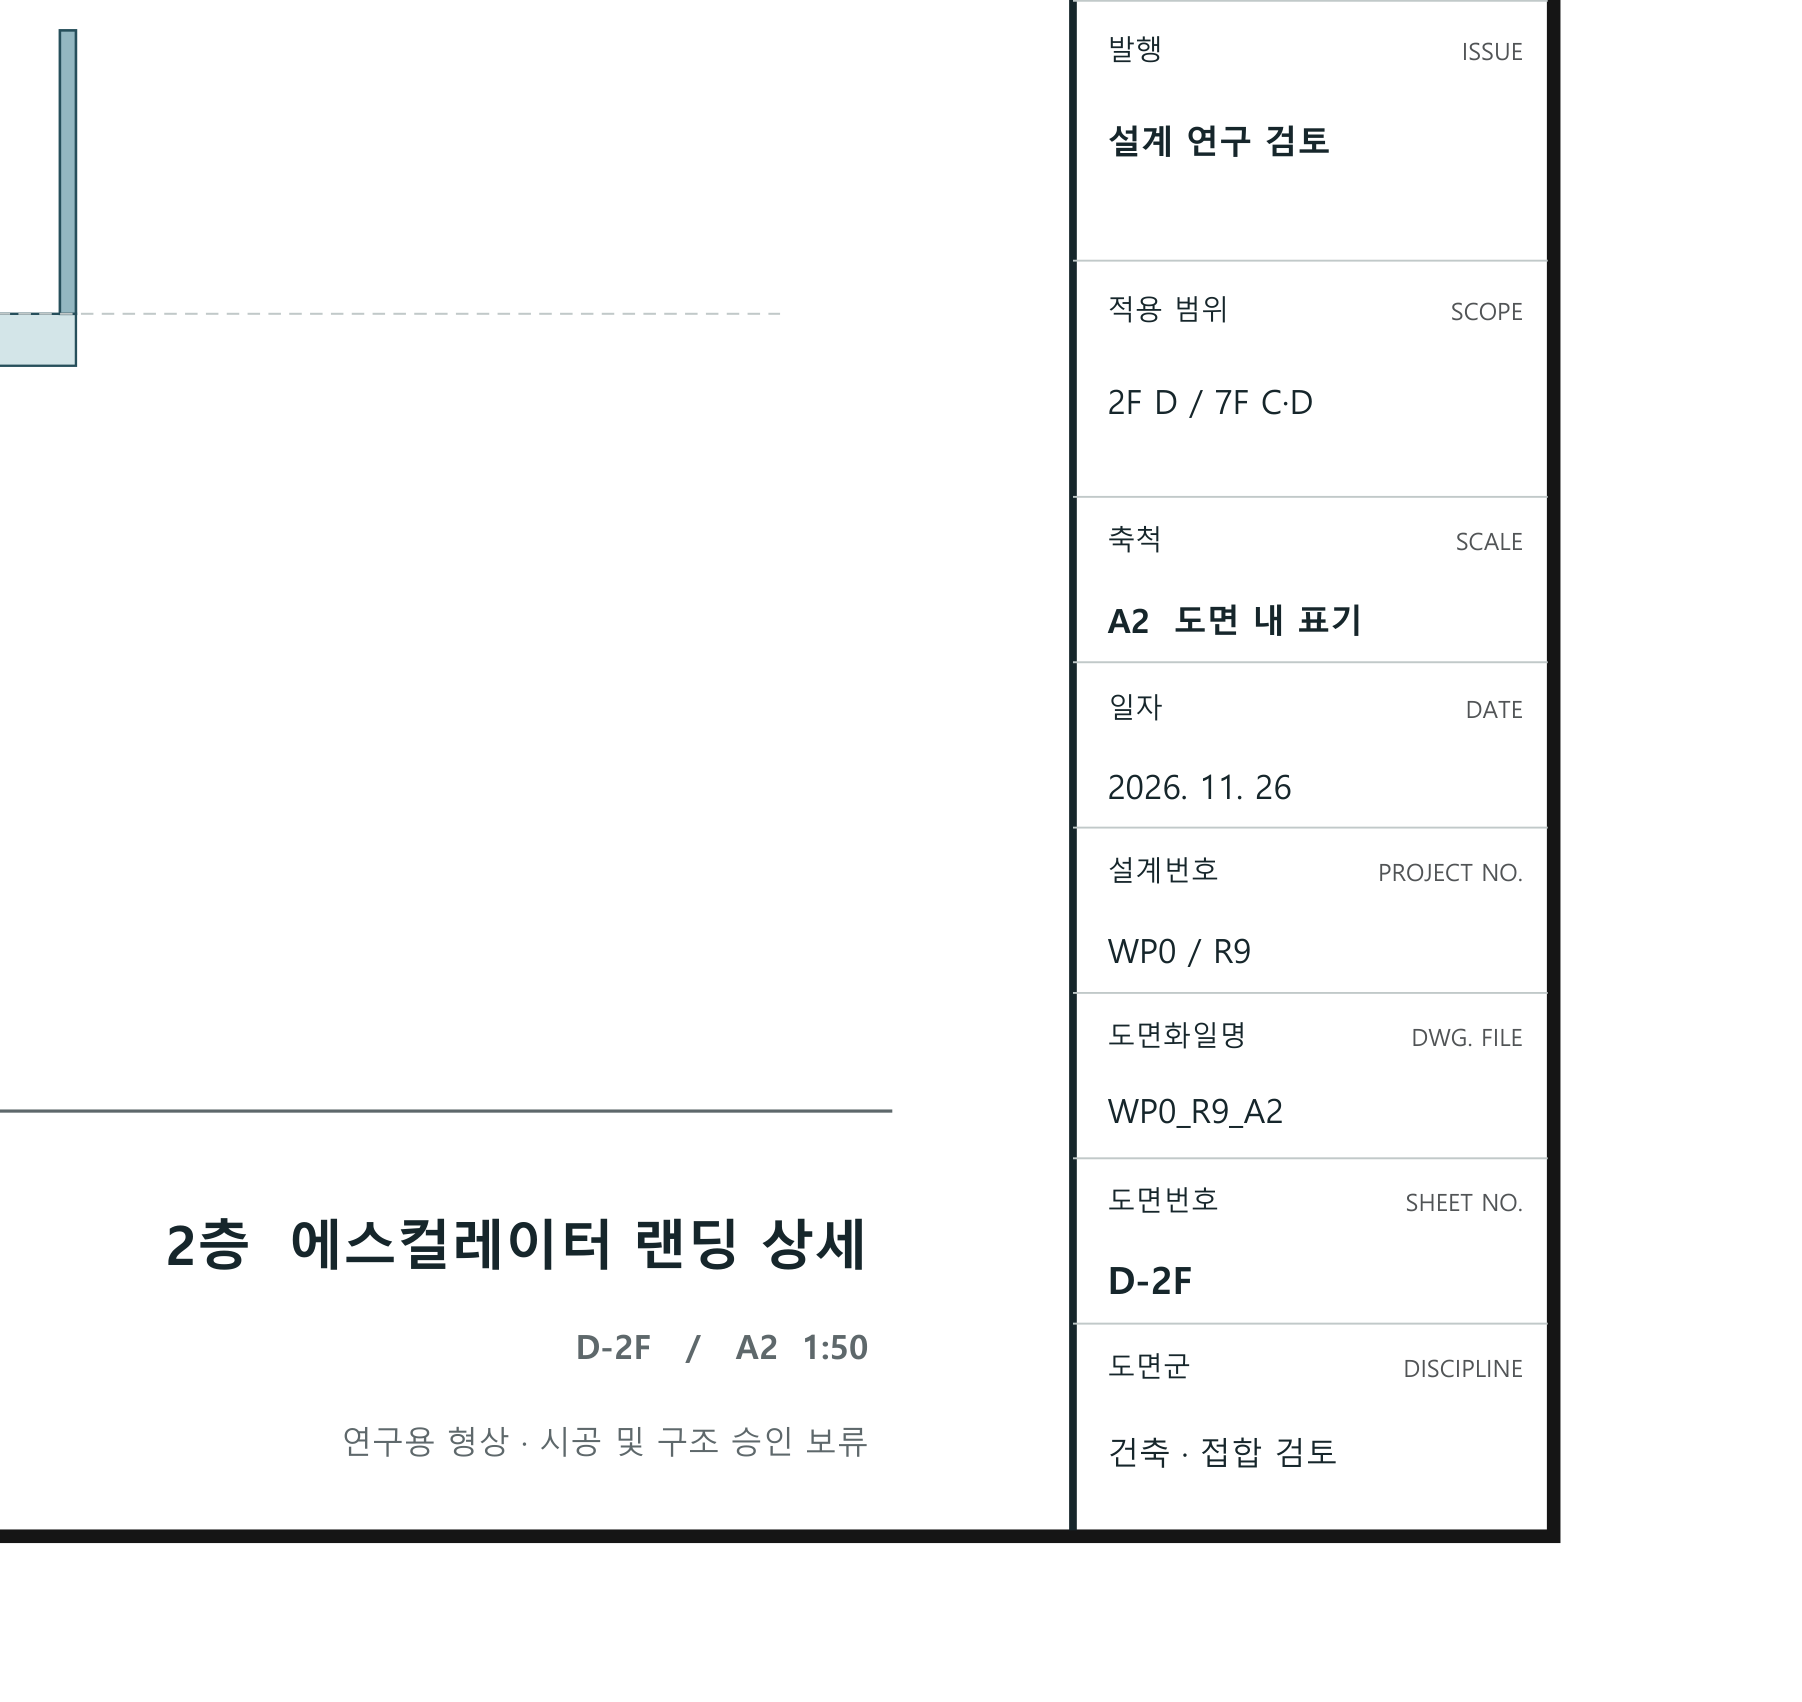 발행 ISSUE
설계 연구 검토
적용 범위 SCOPE
2F D / 7F C·D
축척 SCALE
A2 도면 내 표기
일자 DATE
2026. 11. 26
설계번호 PROJECT NO.
WP0 / R9
도면화일명 DWG. FILE
WP0_R9_A2
도면번호 SHEET NO.
D-2F
도면군 DISCIPLINE
건축 · 접합 검토
2층 에스컬레이터 랜딩 상세
D-2F / A2 1:50
연구용 형상 · 시공 및 구조 승인 보류